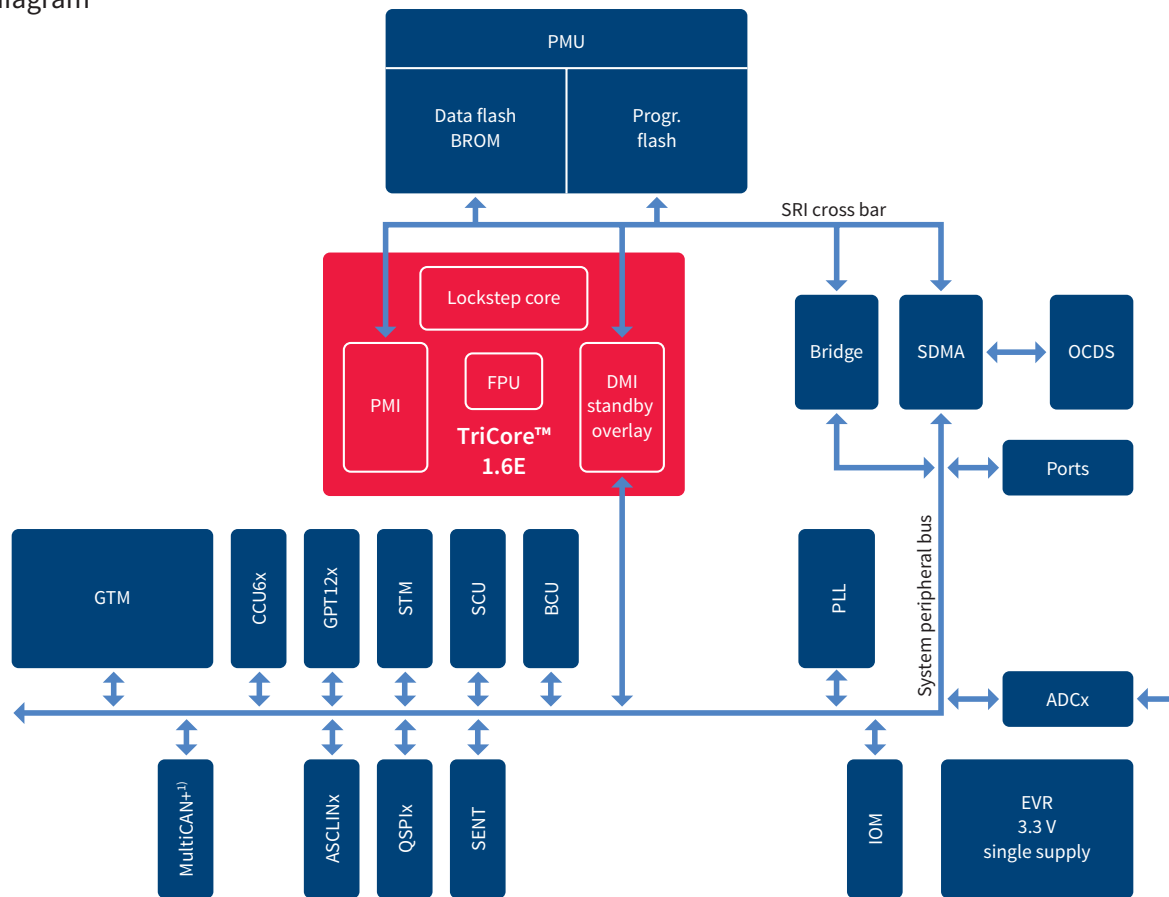 diagram
PMU
Data flash
BROM
Progr.
flash
SRI cross bar
Lockstep core
PMI
FPU
DMI
standby
overlay
TriCore™
1.6E
Bridge
SDMA
OCDS
Ports
System peripheral bus
GTM
CCU6x
GPT12x
STM
SCU
BCU
PLL
ADCx
MultiCAN+¹⁾
ASCLINx
QSPIx
SENT
IOM
EVR
3.3 V
single supply